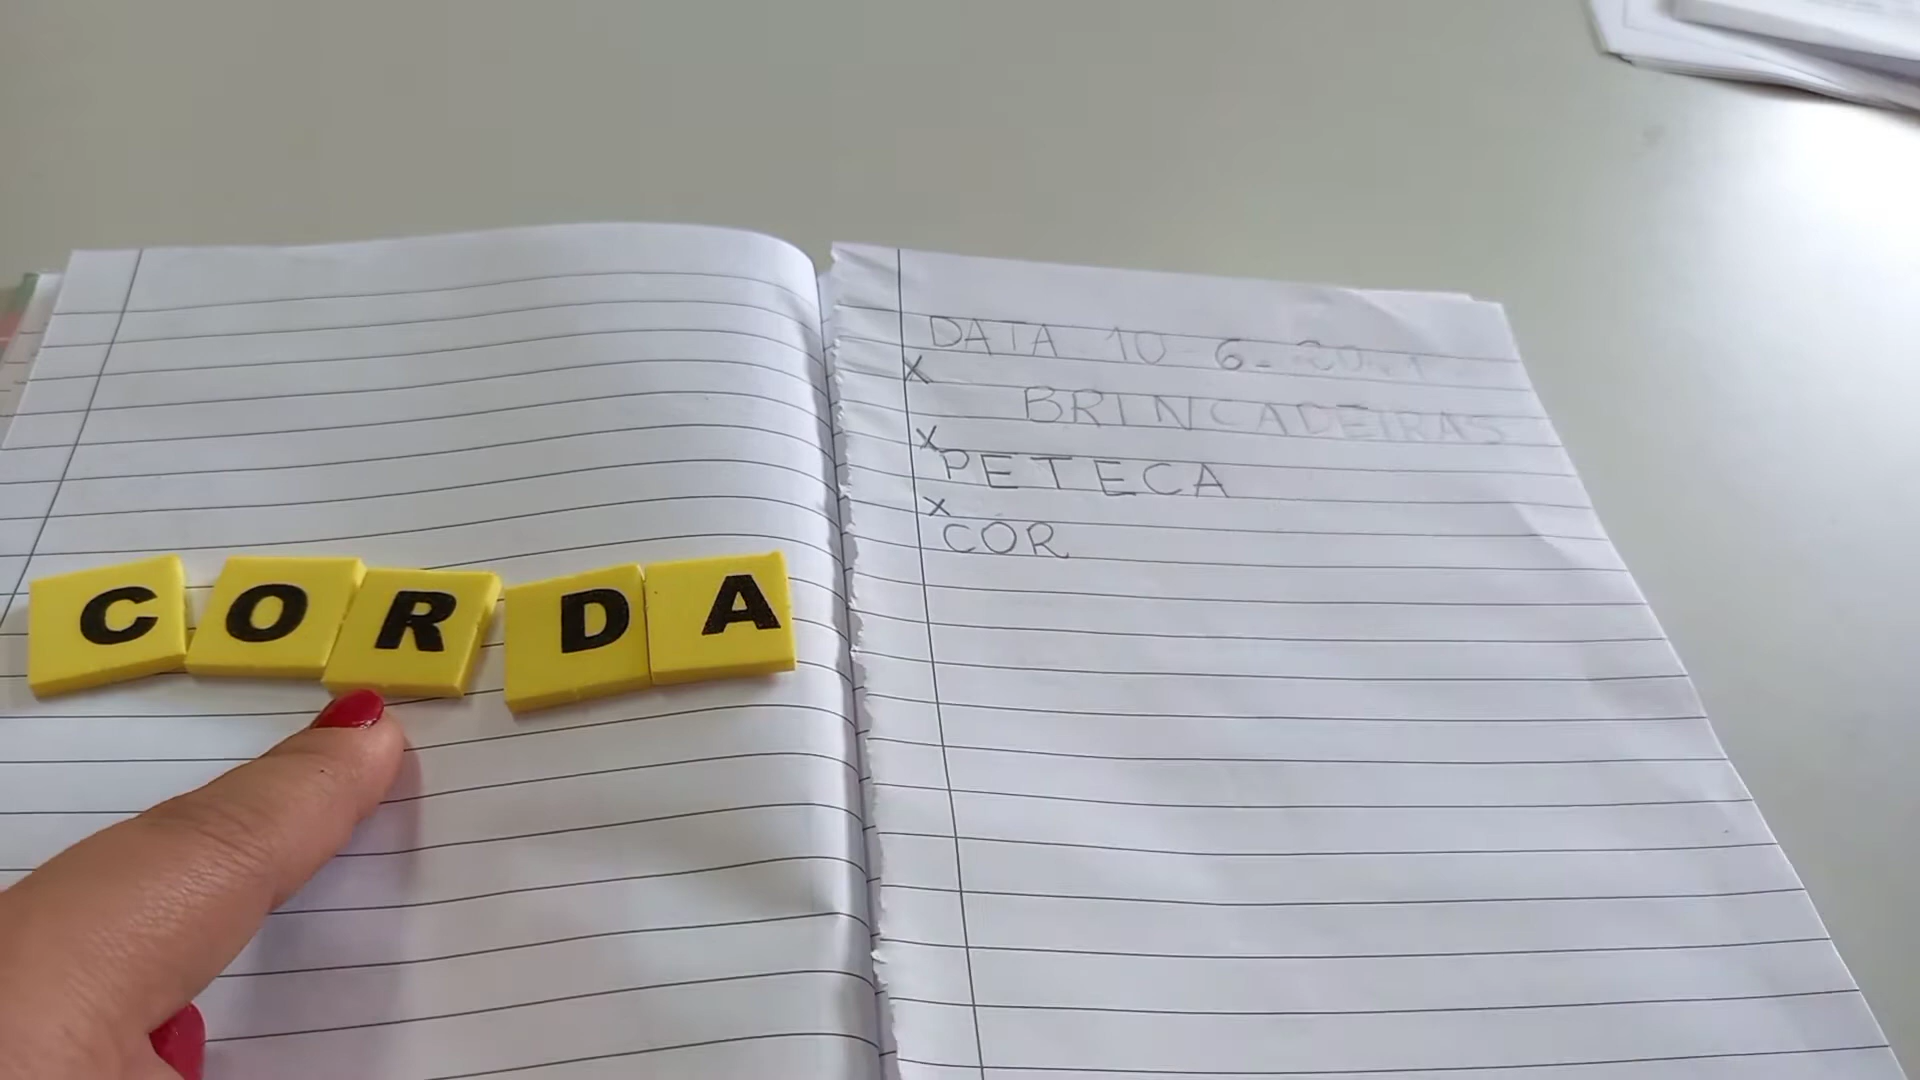 CORDA
DATA 10-6-
X
BRINCADEIRAS
X
PETECA
X
COR